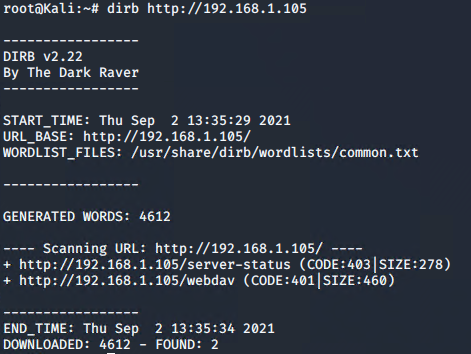 root@Kali:~# dirb http://192.168.1.105
-----------------
DIRB v2.22
By The Dark Raver
-----------------
START_TIME: Thu Sep  2 13:35:29 2021
URL_BASE: http://192.168.1.105/
WORDLIST_FILES: /usr/share/dirb/wordlists/common.txt
-----------------
GENERATED WORDS: 4612
---- Scanning URL: http://192.168.1.105/ ----
+ http://192.168.1.105/server-status (CODE:403|SIZE:278)
+ http://192.168.1.105/webdav (CODE:401|SIZE:460)
-----------------
END_TIME: Thu Sep  2 13:35:34 2021
DOWNLOADED: 4612 - FOUND: 2